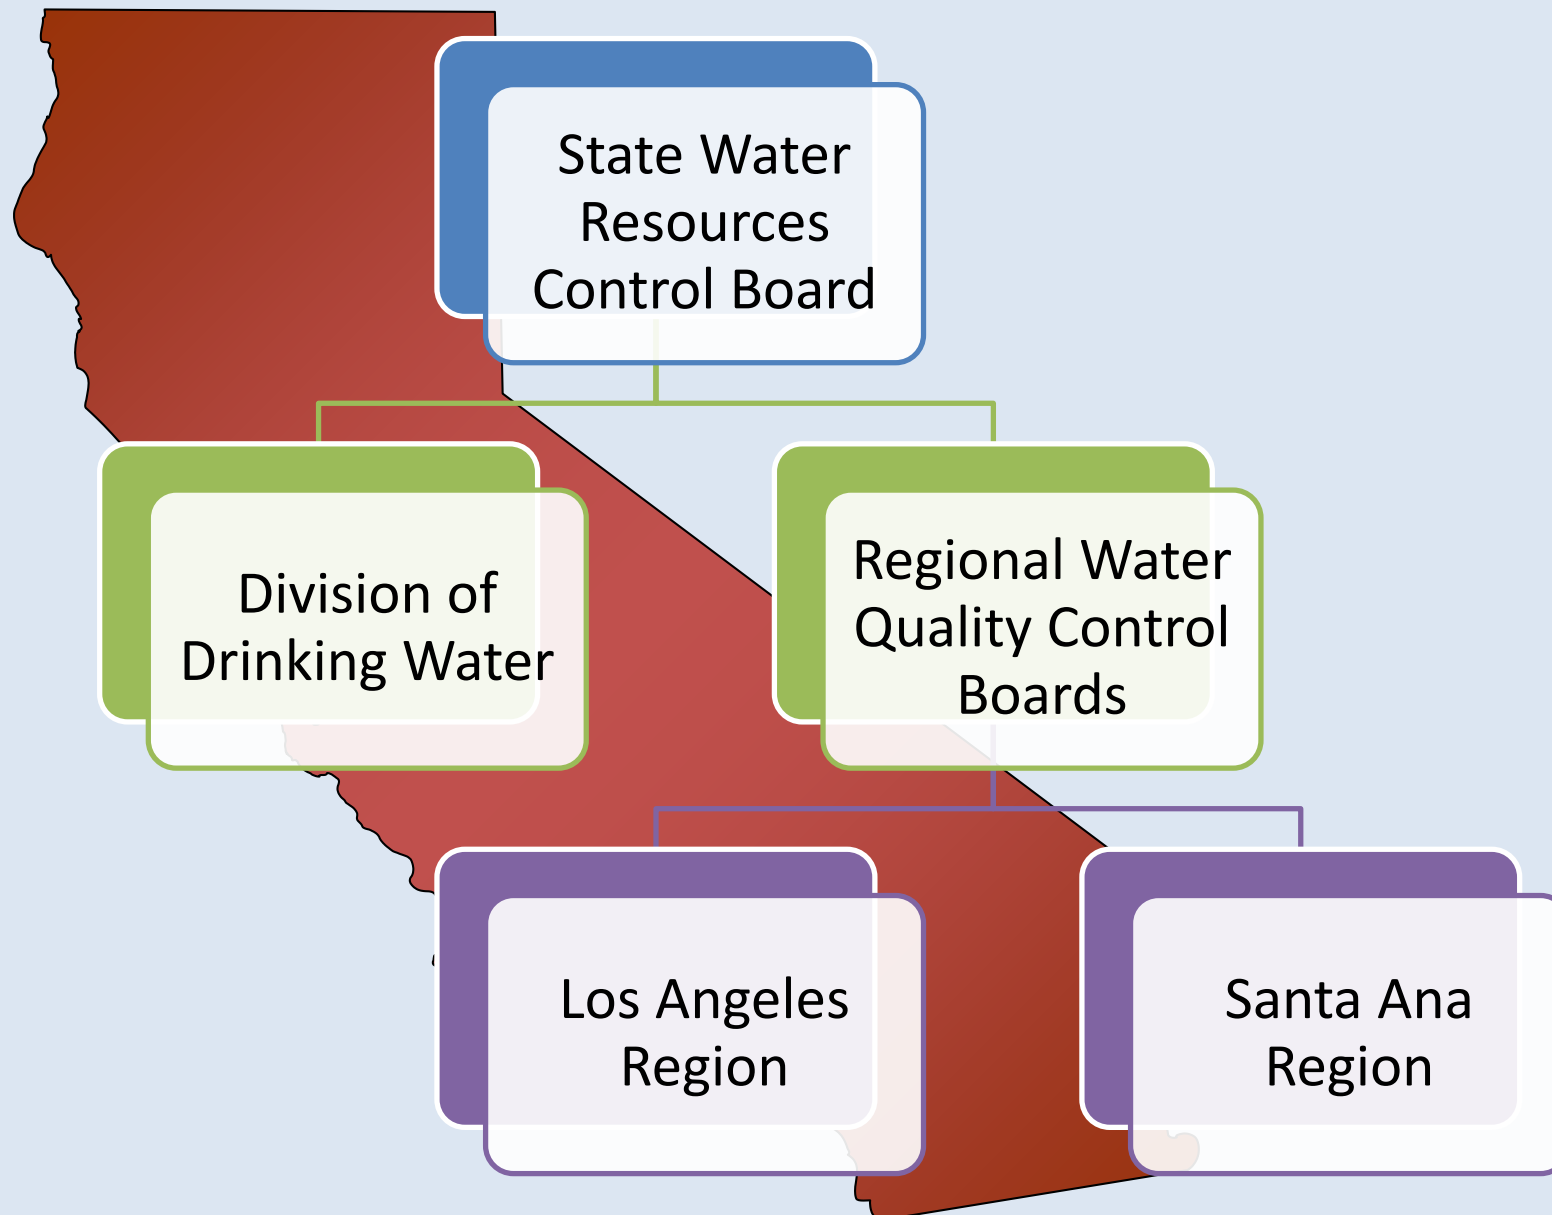 State Water
Resources
Control Board
Division of
Drinking Water
Regional Water
Quality Control
Boards
Los Angeles
Region
Santa Ana
Region